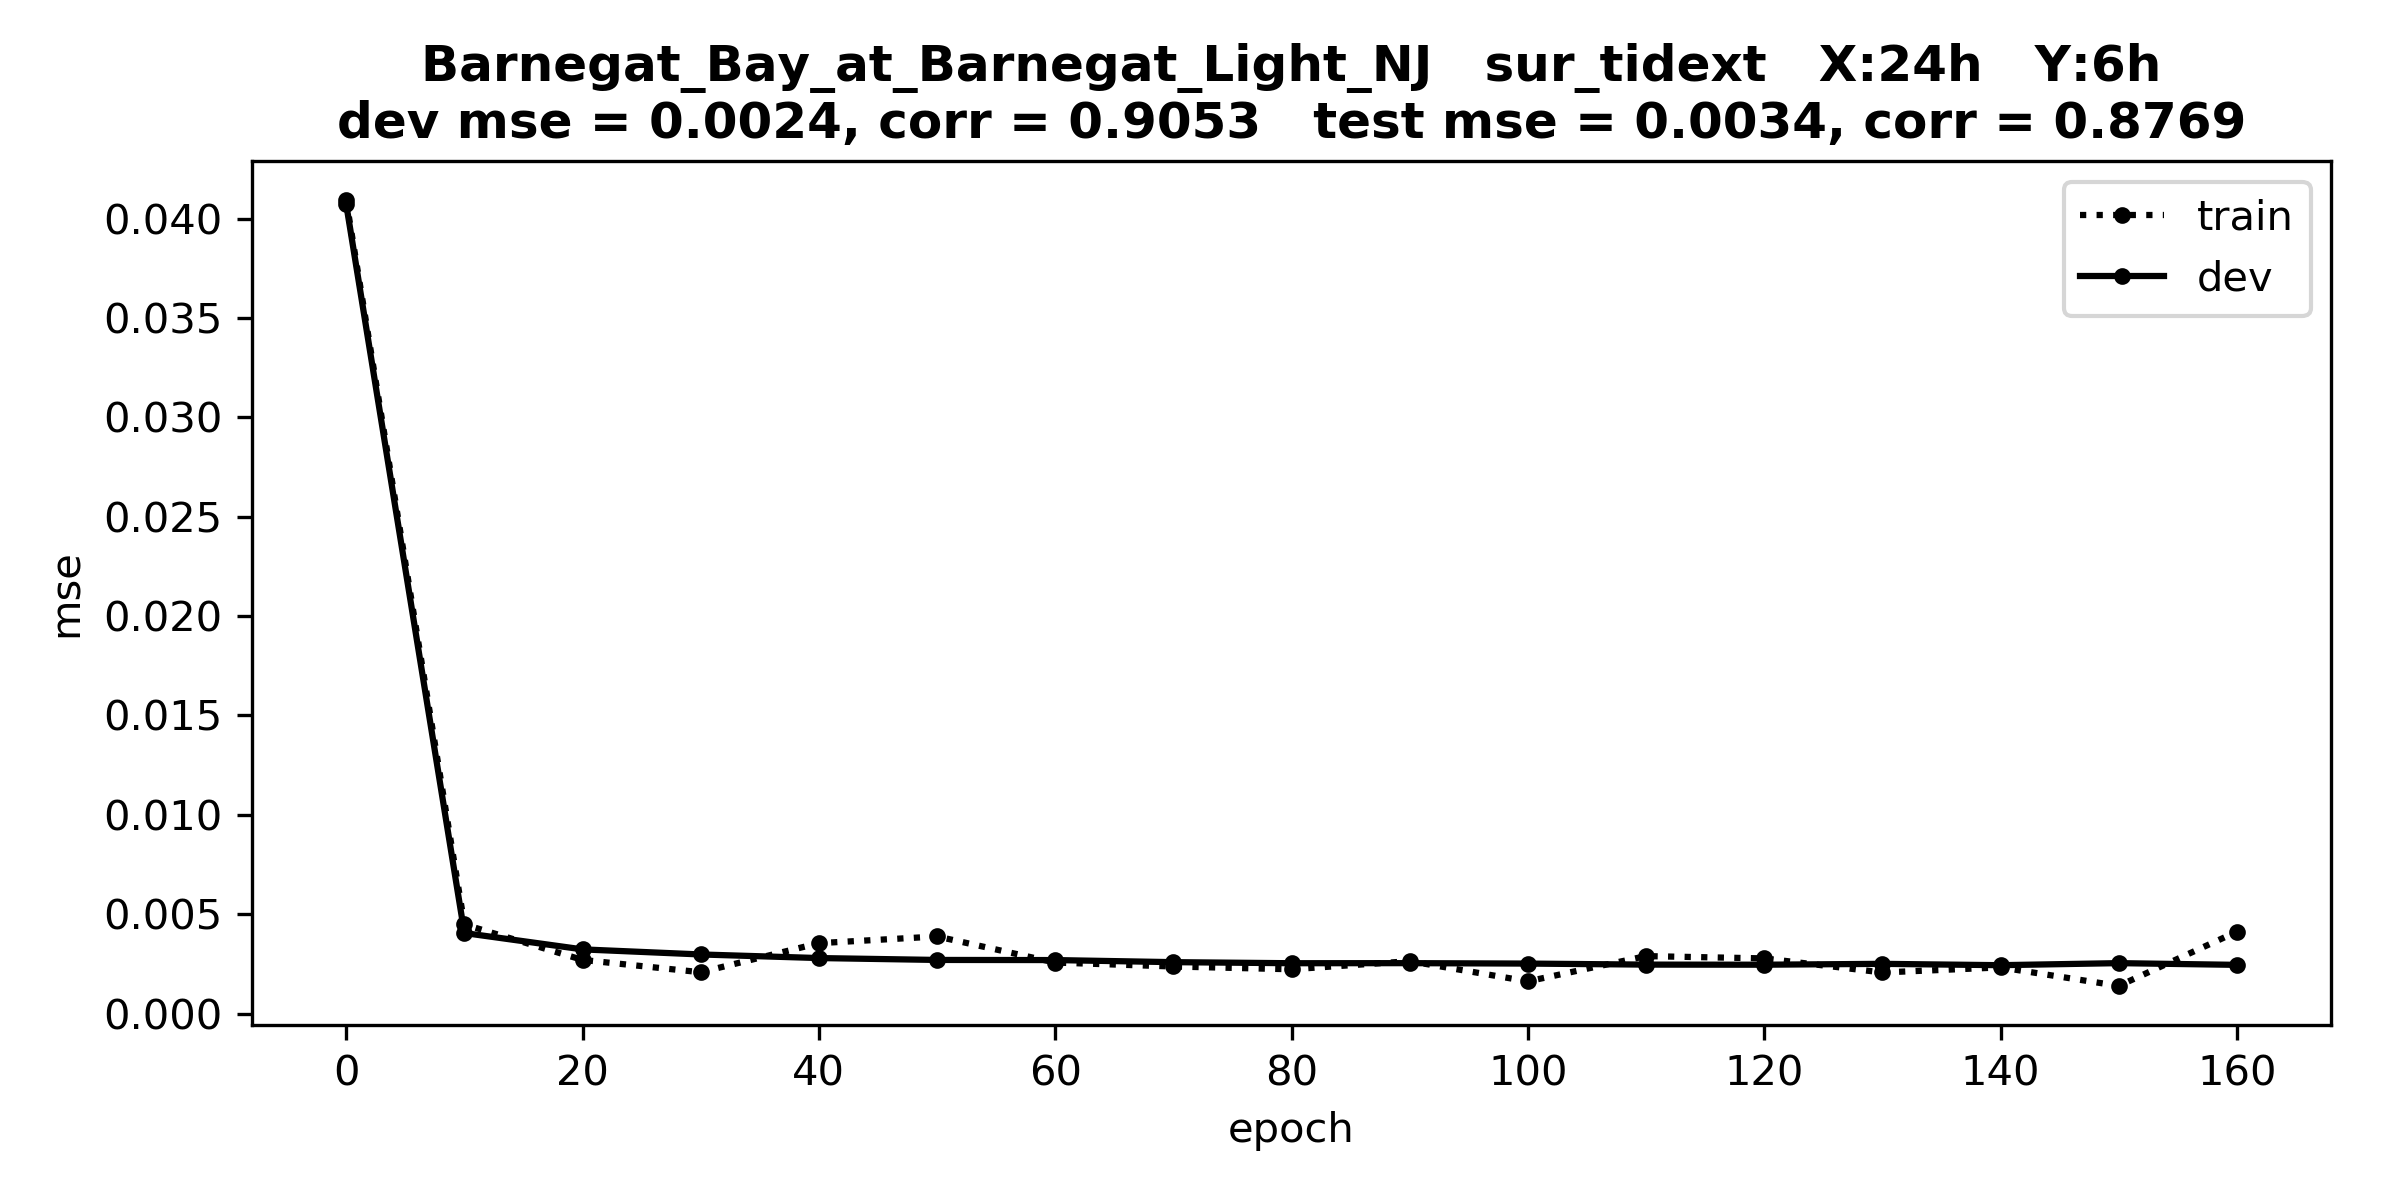 Barnegat_Bay_at_Barnegat_Light_NJ   sur_tidext   X:24h   Y:6h
dev mse = 0.0024, corr = 0.9053   test mse = 0.0034, corr = 0.8769
train
dev
0.040
0.035
0.030
0.025
0.020
0.015
0.010
0.005
0.000
mse
0 20 40 60 80 100 120 140 160
epoch